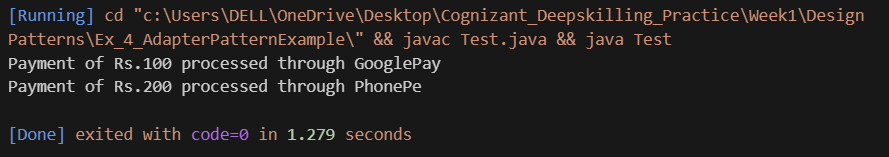 [Running] cd "c:\Users\DELL\OneDrive\Desktop\Cognizant_Deepskilling_Practice\Week1\Design
Patterns\Ex_4_AdapterPatternExample\" && javac Test.java && java Test
Payment of Rs.100 processed through GooglePay
Payment of Rs.200 processed through PhonePe
[Done] exited with code=0 in 1.279 seconds